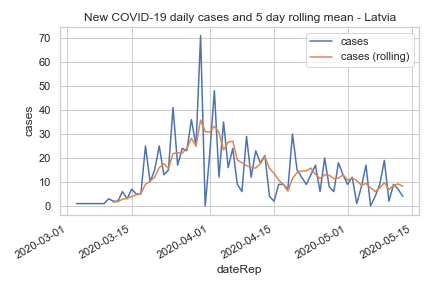 New COVID-19 daily cases and 5 day rolling mean - Latvia
cases
cases (rolling)
cases
70
60
50
40
30
20
10
0
2020-03-01
2020-03-15
2020-04-01
2020-04-15
2020-05-01
2020-05-15
dateRep